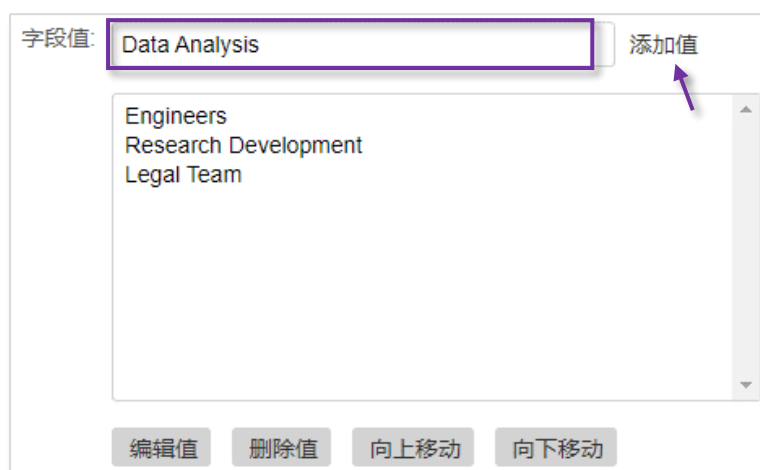 字段值: Data Analysis 添加值
Engineers
Research Development
Legal Team
编辑值 删除值 向上移动 向下移动